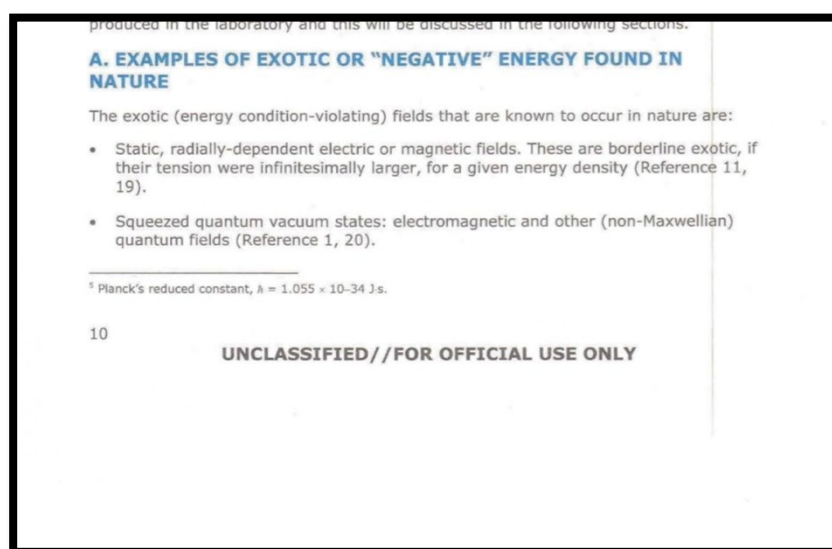 produced in the laboratory and this will be discussed in the following sections.
A. EXAMPLES OF EXOTIC OR “NEGATIVE” ENERGY FOUND IN
NATURE
The exotic (energy condition-violating) fields that are known to occur in nature are:
• Static, radially-dependent electric or magnetic fields. These are borderline exotic, if
their tension were infinitesimally larger, for a given energy density (Reference 11,
19).
• Squeezed quantum vacuum states: electromagnetic and other (non-Maxwellian)
quantum fields (Reference 1, 20).
⁵ Planck’s reduced constant, ℏ = 1.055 × 10–34 J·s.
10
UNCLASSIFIED//FOR OFFICIAL USE ONLY